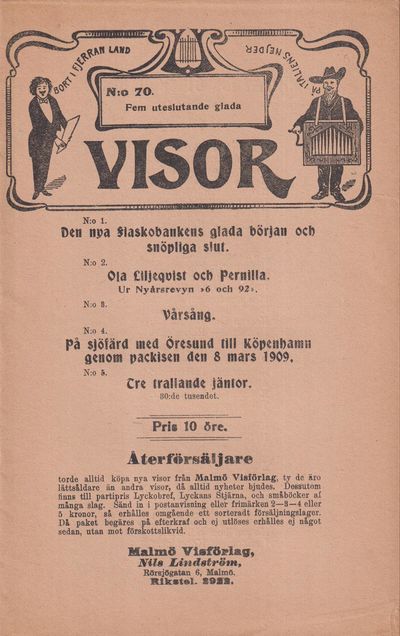 BORT I FJERRAN LAND
PÅ ITALIENS NEJDER
N:o 70.
Fem uteslutande glada
VISOR
N:o 1.
Den nya Fiaskobankens glada början och
snöpliga slut.
N:o 2.
Ola Liljeqvist och Pernilla.
Ur Nyårsrevyn »6 och 92».
N:o 3.
Vårsång.
N:o 4.
På sjöfärd med Öresund till Köpenhamn
genom packisen den 8 mars 1909.
N:o 5.
Tre trallande jäntor.
30:de tusendet.
Pris 10 öre.
Återförsäljare
torde alltid köpa nya visor från Malmö Visförlag, ty de äro
lättsåldare än andra visor, då alltid nyheter bjudes. Dessutom
finns till partipris Lyckobref, Lyckans Stjärna, och småböcker af
många slag. Sänd in i postanvisning eller frimärken 2—3—4 eller
5 kronor, så erhålles omgående ett sorteradt försäljningslager.
Då paket begäres på efterkraf och ej utlöses erhålles ej något
sedan, utan mot förskottslikvid.
Malmö Visförlag,
Nils Lindström,
Rörsjögatan 6, Malmö.
Rikstel. 2922.